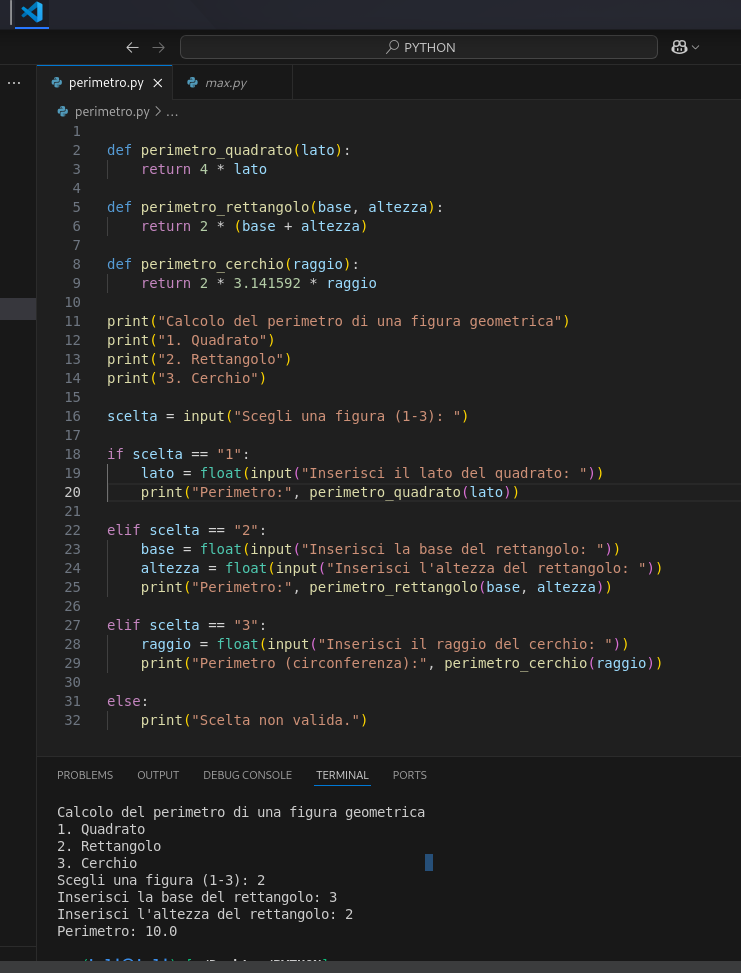 PYTHON
perimetro.py
max.py
perimetro.py > ...
1
2 def perimetro_quadrato(lato):
3     return 4 * lato
4
5 def perimetro_rettangolo(base, altezza):
6     return 2 * (base + altezza)
7
8 def perimetro_cerchio(raggio):
9     return 2 * 3.141592 * raggio
10
11 print("Calcolo del perimetro di una figura geometrica")
12 print("1. Quadrato")
13 print("2. Rettangolo")
14 print("3. Cerchio")
15
16 scelta = input("Scegli una figura (1-3): ")
17
18 if scelta == "1":
19     lato = float(input("Inserisci il lato del quadrato: "))
20     print("Perimetro:", perimetro_quadrato(lato))
21
22 elif scelta == "2":
23     base = float(input("Inserisci la base del rettangolo: "))
24     altezza = float(input("Inserisci l'altezza del rettangolo: "))
25     print("Perimetro:", perimetro_rettangolo(base, altezza))
26
27 elif scelta == "3":
28     raggio = float(input("Inserisci il raggio del cerchio: "))
29     print("Perimetro (circonferenza):", perimetro_cerchio(raggio))
30
31 else:
32     print("Scelta non valida.")
PROBLEMS OUTPUT DEBUG CONSOLE TERMINAL PORTS
Calcolo del perimetro di una figura geometrica
1. Quadrato
2. Rettangolo
3. Cerchio
Scegli una figura (1-3): 2
Inserisci la base del rettangolo: 3
Inserisci l'altezza del rettangolo: 2
Perimetro: 10.0